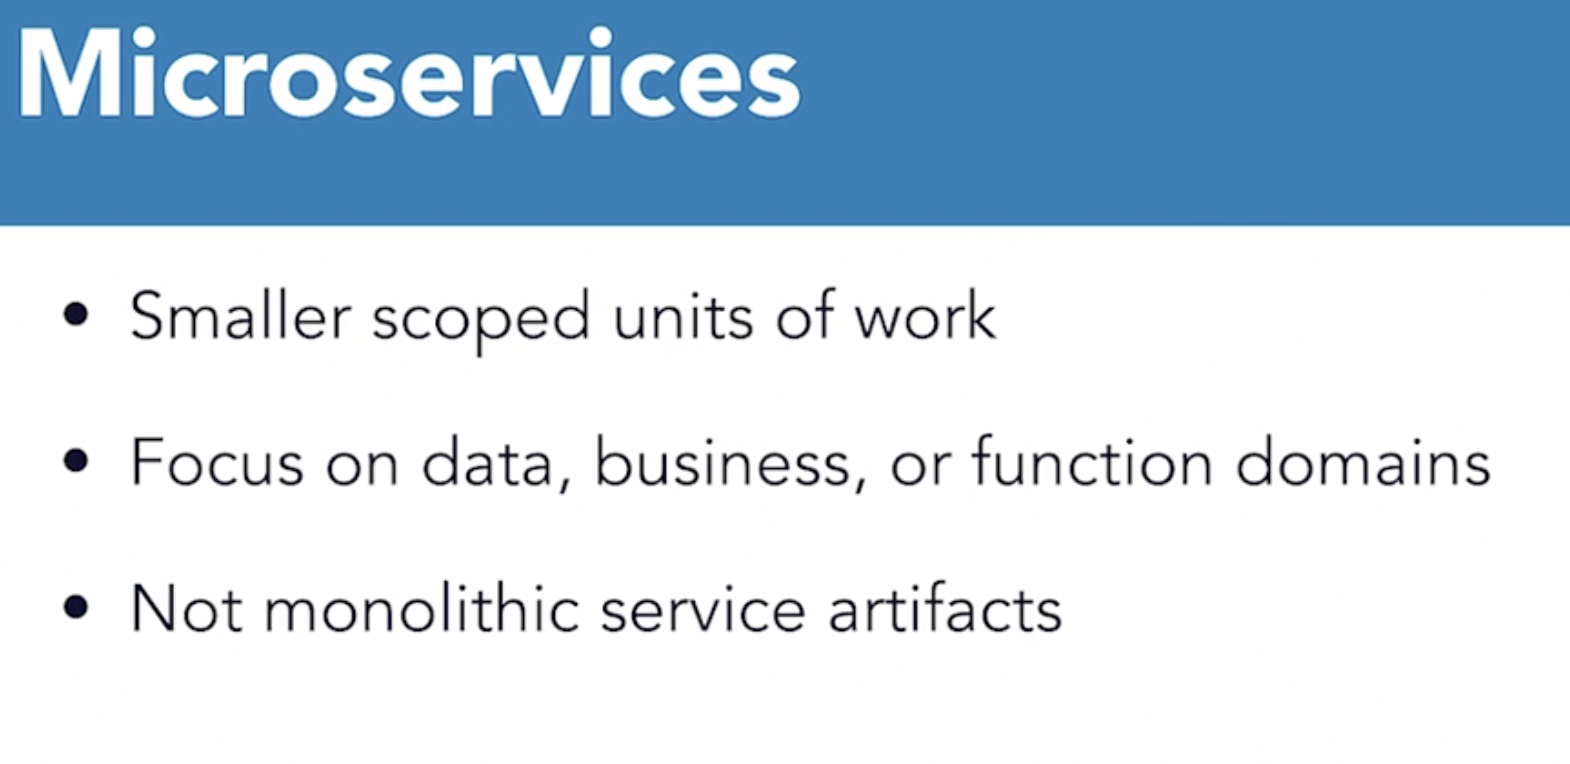 Microservices
• Smaller scoped units of work
• Focus on data, business, or function domains
• Not monolithic service artifacts